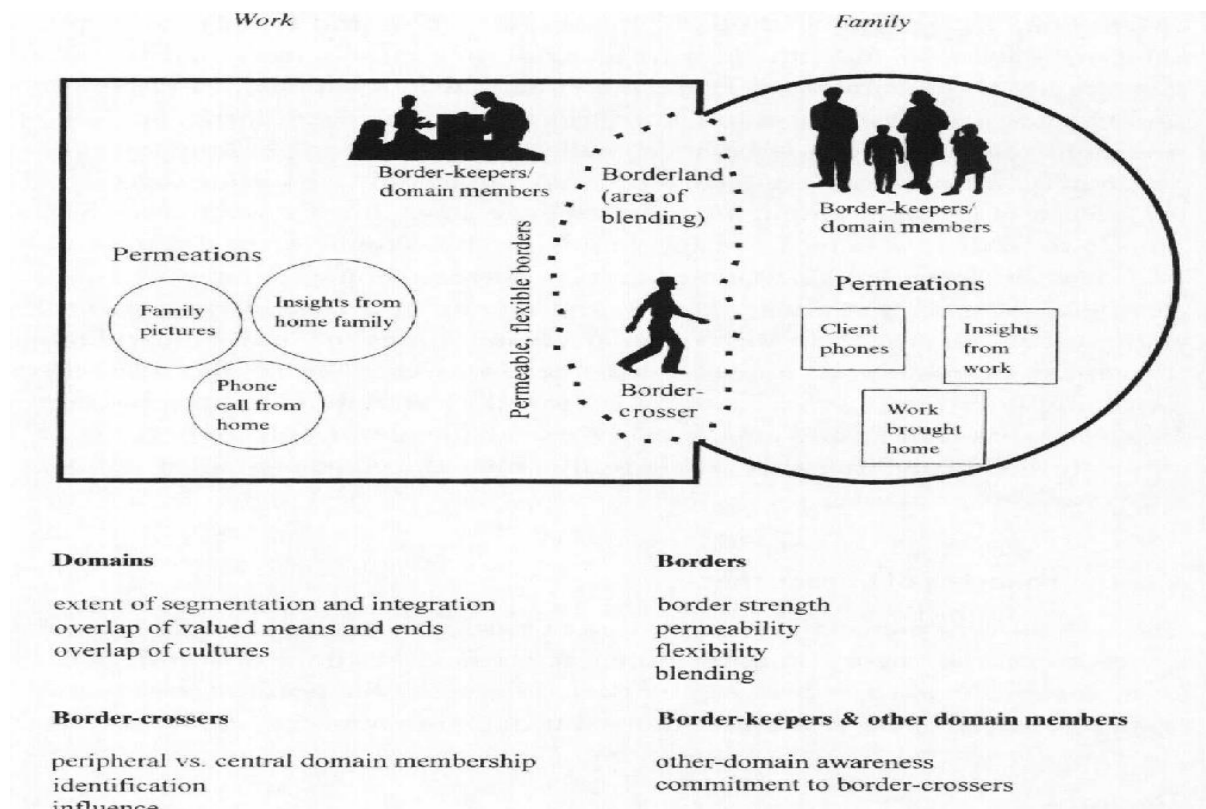 Work
Family
Border-keepers/
domain members
Borderland
(area of
blending)
Border-keepers/
domain members
Permeations
Family
pictures
Insights from
home family
Phone
call from
home
Permeable, flexible borders
Border-
crosser
Permeations
Client
phones
Insights
from
work
Work
brought
home
Domains
extent of segmentation and integration
overlap of valued means and ends
overlap of cultures
Borders
border strength
permeability
flexibility
blending
Border-crossers
peripheral vs. central domain membership
identification
influence
Border-keepers & other domain members
other-domain awareness
commitment to border-crossers